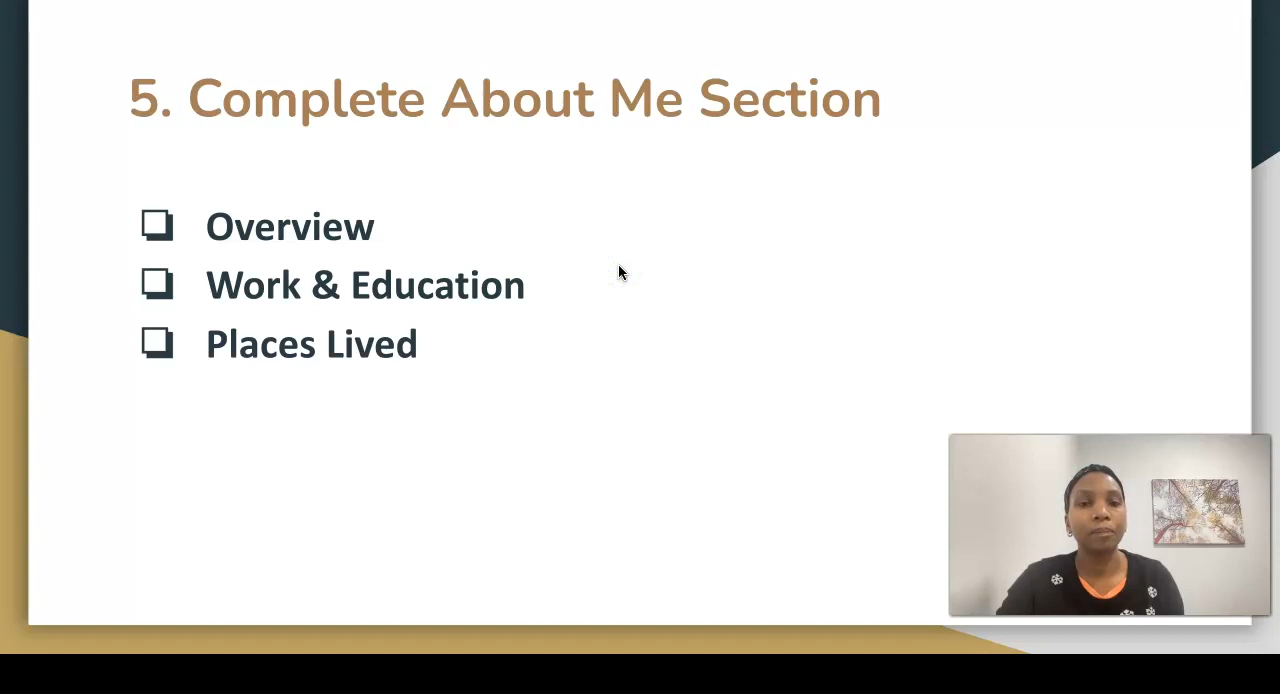 5. Complete About Me Section
Overview
Work & Education
Places Lived